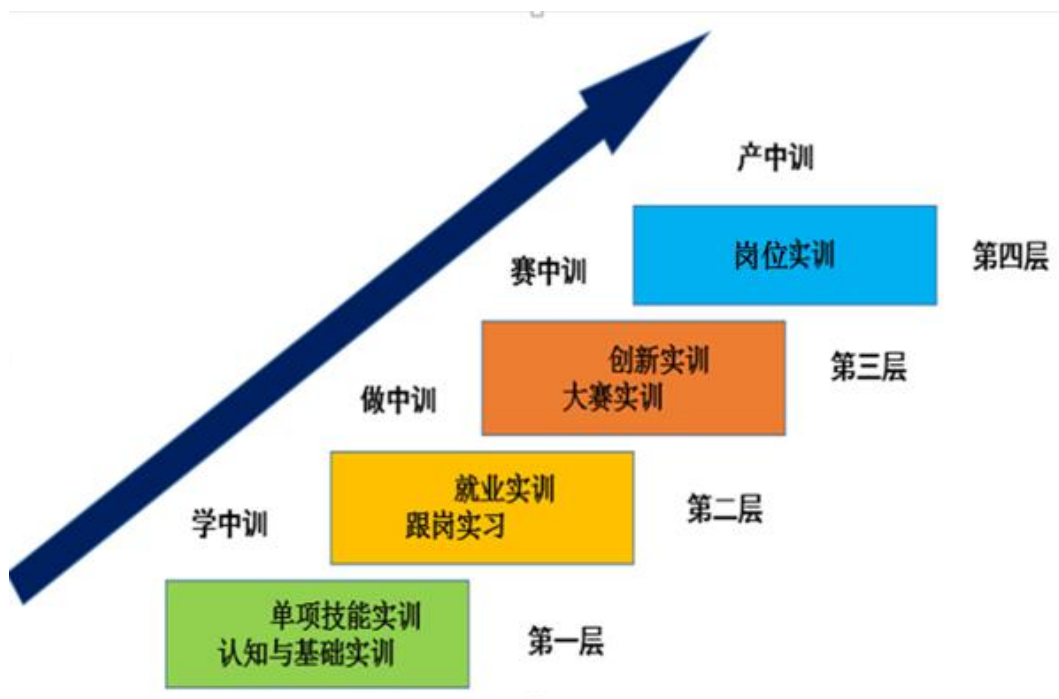 产中训
岗位实训
第四层
赛中训
创新实训
大赛实训
第三层
做中训
就业实训
跟岗实习
第二层
学中训
单项技能实训
认知与基础实训
第一层